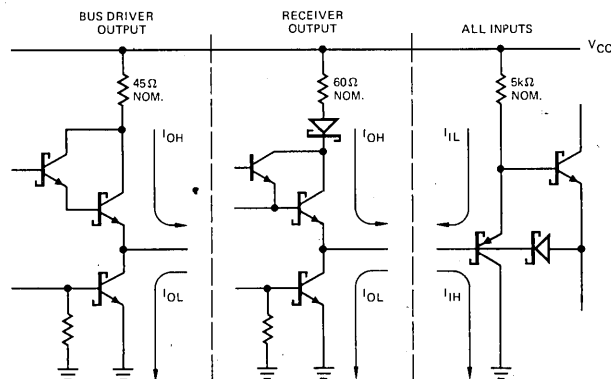 BUS DRIVER
OUTPUT
RECEIVER
OUTPUT
ALL INPUTS
VCC
45Ω
NOM.
60Ω
NOM.
5kΩ
NOM.
IOH
IOH
IIL
IOL
IOL
IIH